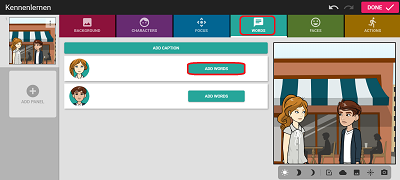 Kennenlernen
DONE
BACKGROUND
CHARACTERS
FOCUS
WORDS
FACES
ACTIONS
ADD CAPTION
ADD WORDS
ADD WORDS
ADD PANEL